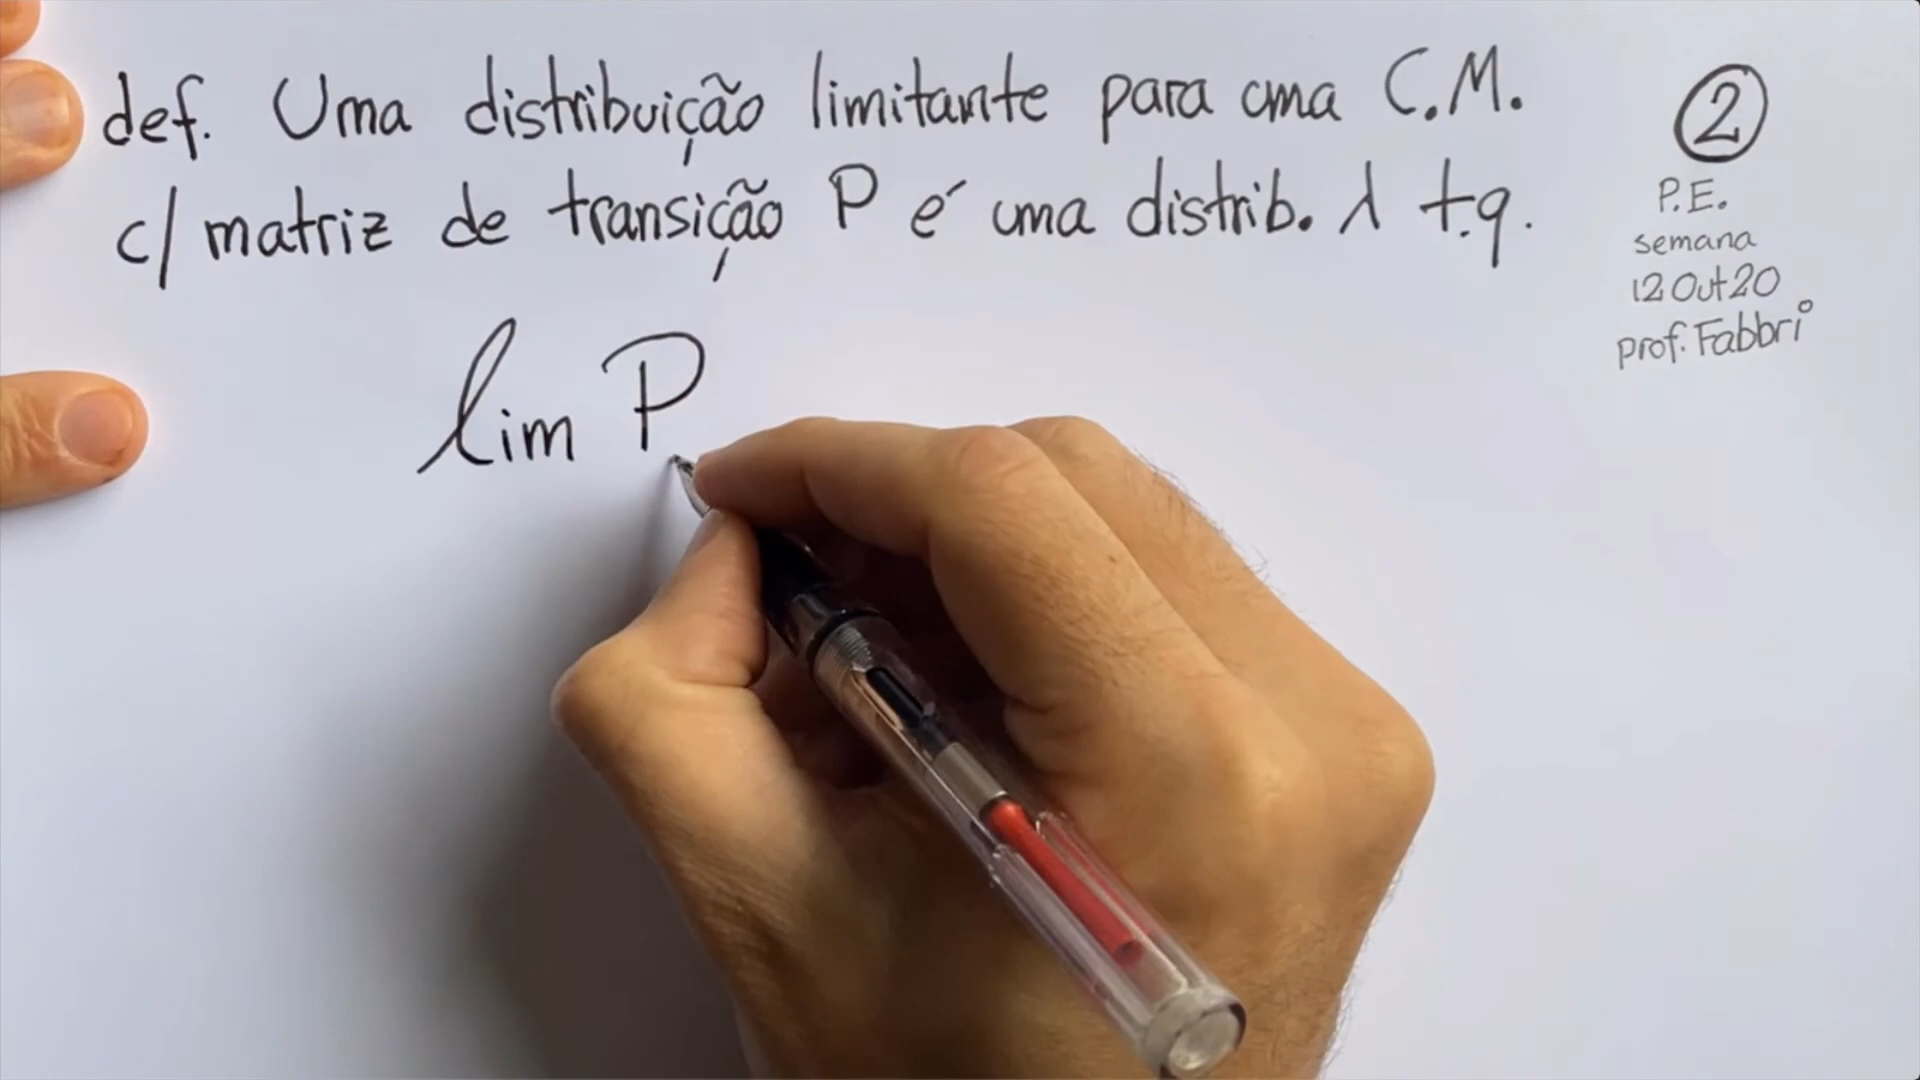 def. Uma distribuição limitante para uma C.M.
c/ matriz de transição P é uma distrib. λ t.q.
lim P
②
P.E.
semana
12 Out 20
prof. Fabbri